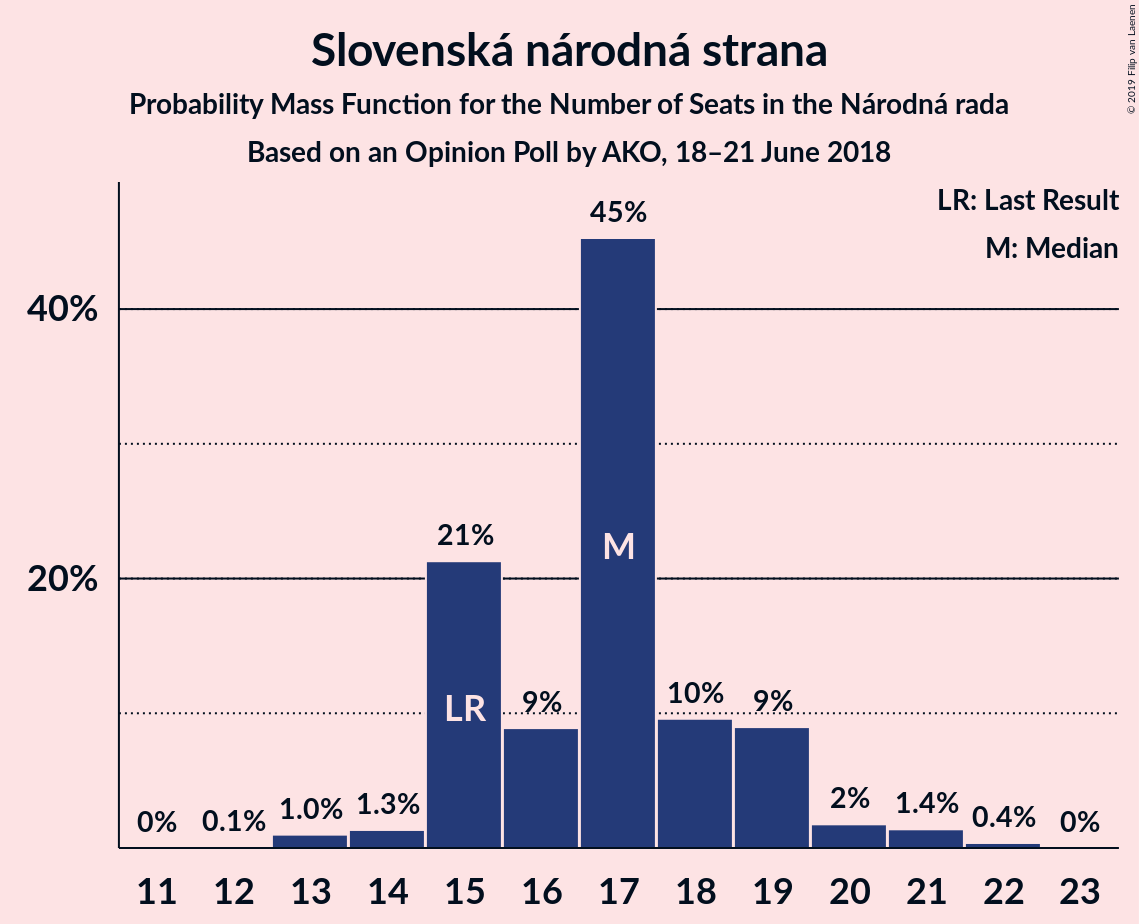 Slovenská národná strana
Probability Mass Function for the Number of Seats in the Národná rada
Based on an Opinion Poll by AKO, 18–21 June 2018
© 2019 Filip van Laenen
LR: Last Result
M: Median
40%
20%
0%
0.1%
1.0%
1.3%
21%
9%
45%
10%
9%
2%
1.4%
0.4%
0%
LR
M
11 12 13 14 15 16 17 18 19 20 21 22 23